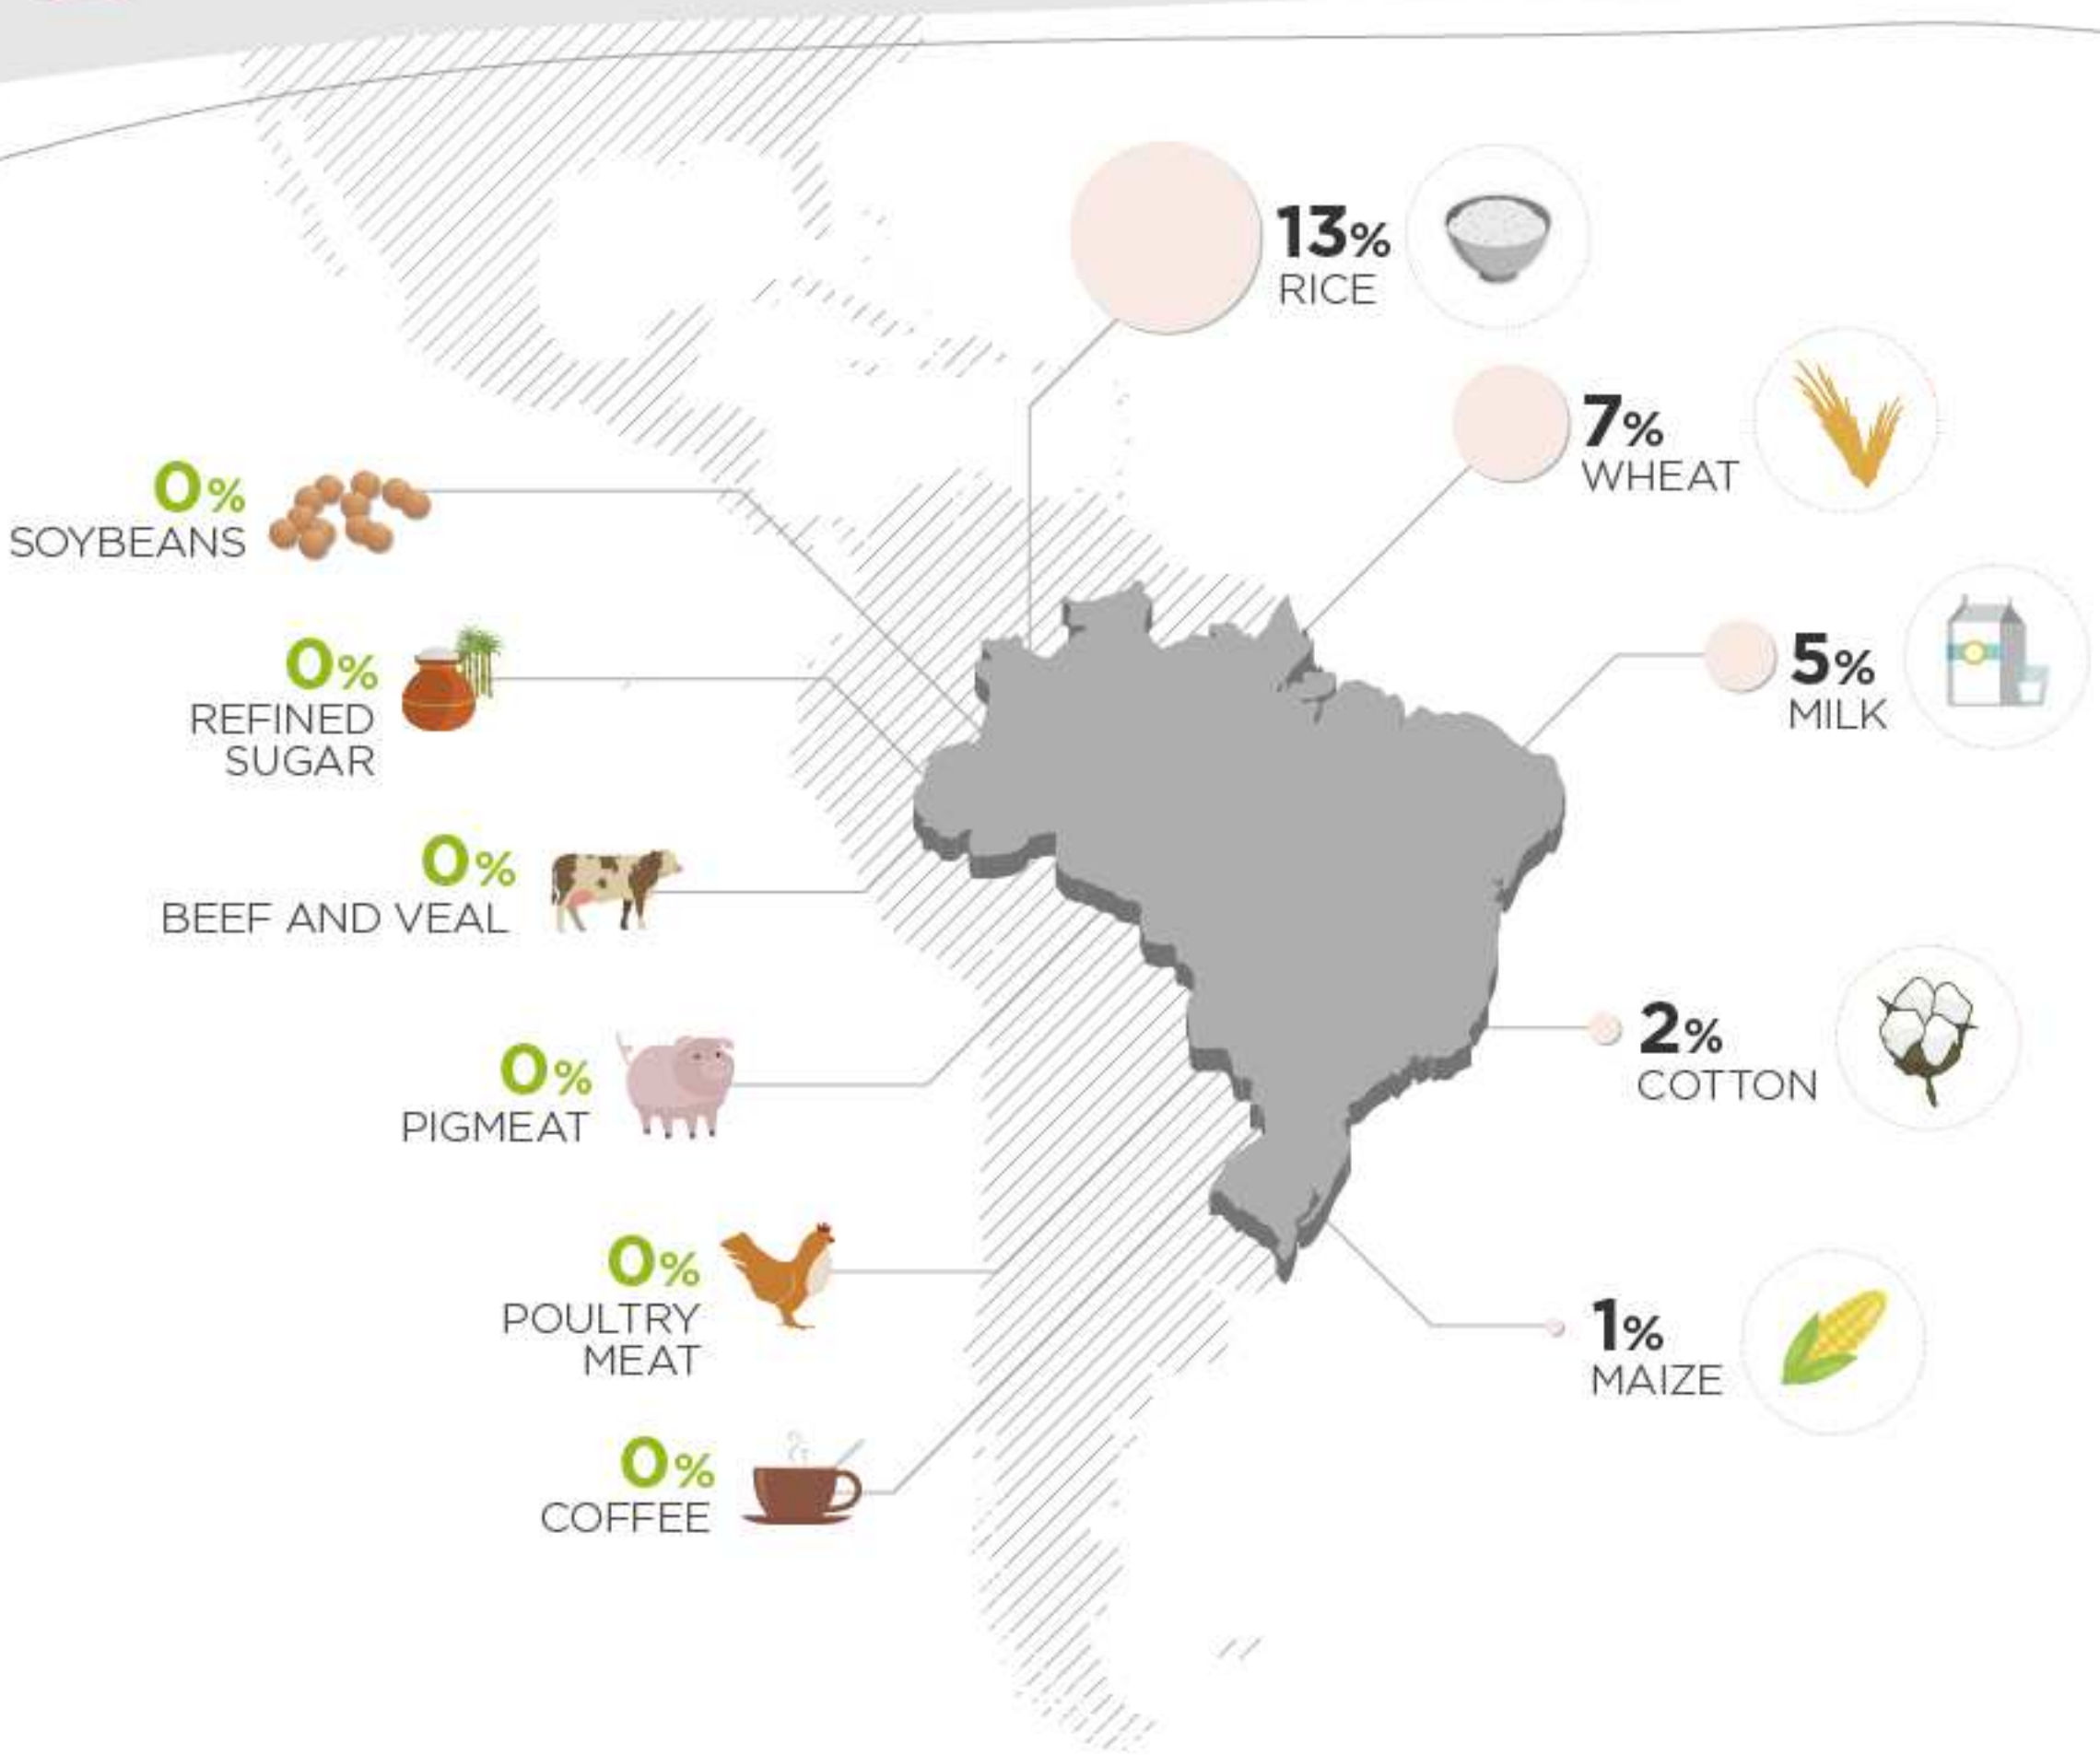 13%
RICE
7%
WHEAT
0%
SOYBEANS
5%
MILK
0%
REFINED
SUGAR
0%
BEEF AND VEAL
2%
COTTON
0%
PIGMEAT
0%
POULTRY
MEAT
1%
MAIZE
0%
COFFEE